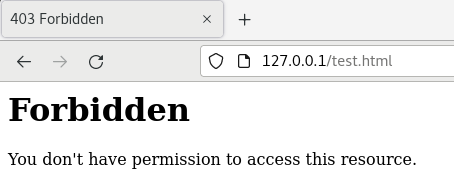 403 Forbidden
127.0.0.1/test.html
Forbidden
You don't have permission to access this resource.